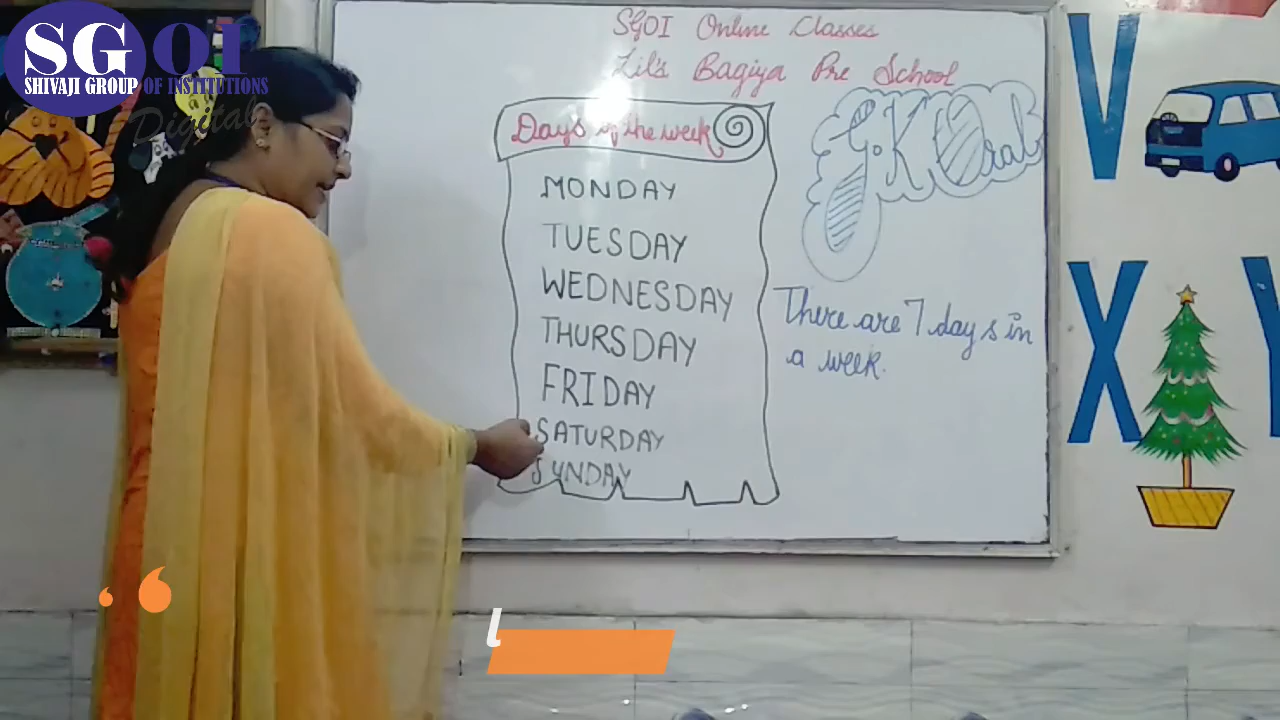 SGOI
SHIVAJI GROUP OF INSTITUTIONS
Digital
SGOI Online Classes
Lil's Bagiya Pre School
Days of the week
MONDAY
TUESDAY
WEDNESDAY
THURSDAY
FRIDAY
SATURDAY
SUNDAY
G.K Oral
There are 7 days in
a week.
V
X Y